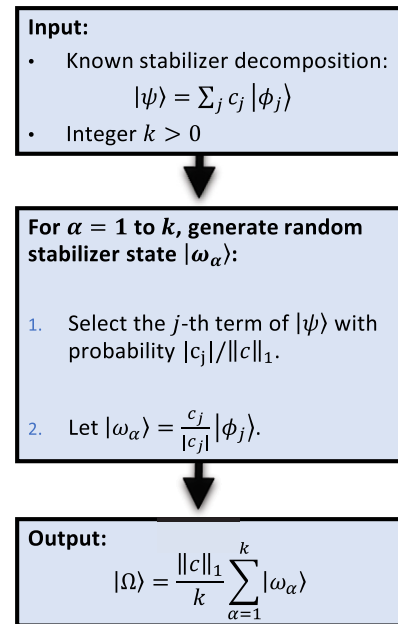 Input:
• Known stabilizer decomposition:
|ψ⟩ = ∑ⱼ cⱼ |ϕⱼ⟩
• Integer k > 0
For α = 1 to k, generate random
stabilizer state |ωα⟩:
1. Select the j-th term of |ψ⟩ with
probability |cⱼ|/‖c‖₁.
2. Let |ωα⟩ = cⱼ/|cⱼ| |ϕⱼ⟩.
Output:
|Ω⟩ = ‖c‖₁/k ∑_{α=1}^{k} |ωα⟩